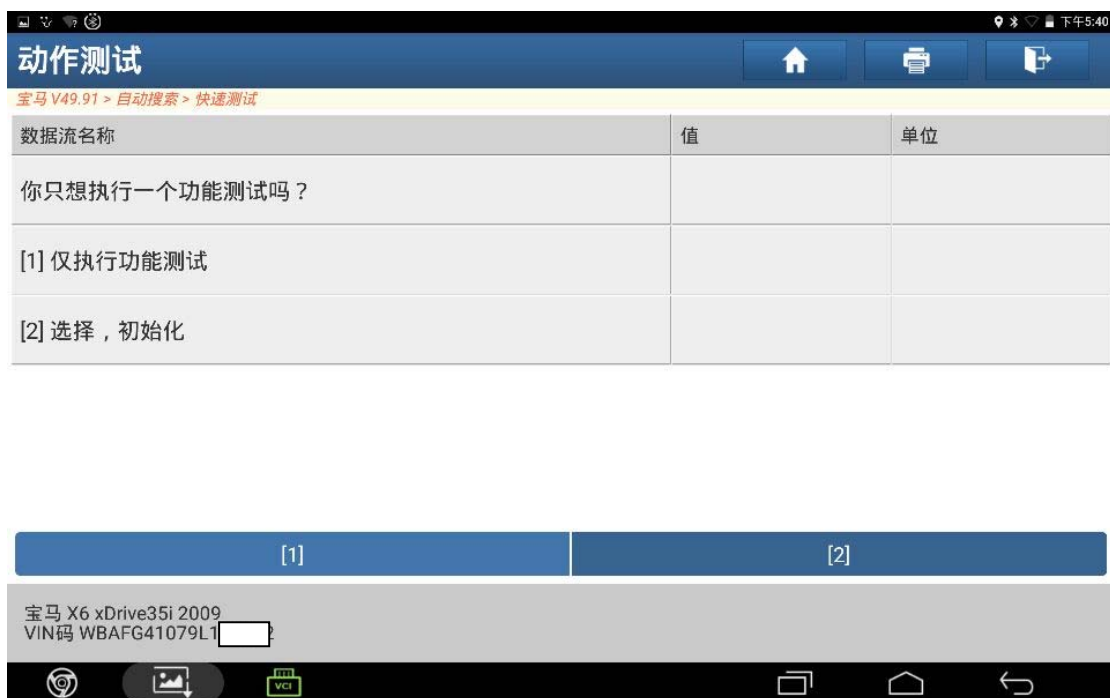 下午5:40
动作测试
宝马 V49.91 > 自动搜索 > 快速测试
数据流名称 值 单位
你只想执行一个功能测试吗？
[1] 仅执行功能测试
[2] 选择，初始化
[1] [2]
宝马 X6 xDrive35i 2009
VIN码 WBAFG41079L1
VCI